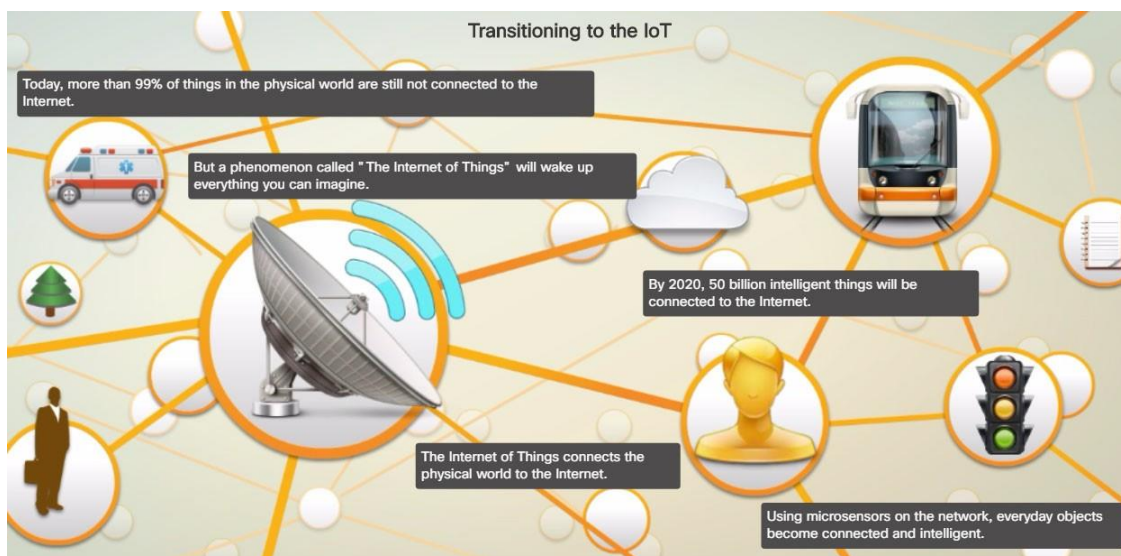 Transitioning to the IoT
Today, more than 99% of things in the physical world are still not connected to the
Internet.
But a phenomenon called "The Internet of Things" will wake up
everything you can imagine.
By 2020, 50 billion intelligent things will be
connected to the Internet.
The Internet of Things connects the
physical world to the Internet.
Using microsensors on the network, everyday objects
become connected and intelligent.